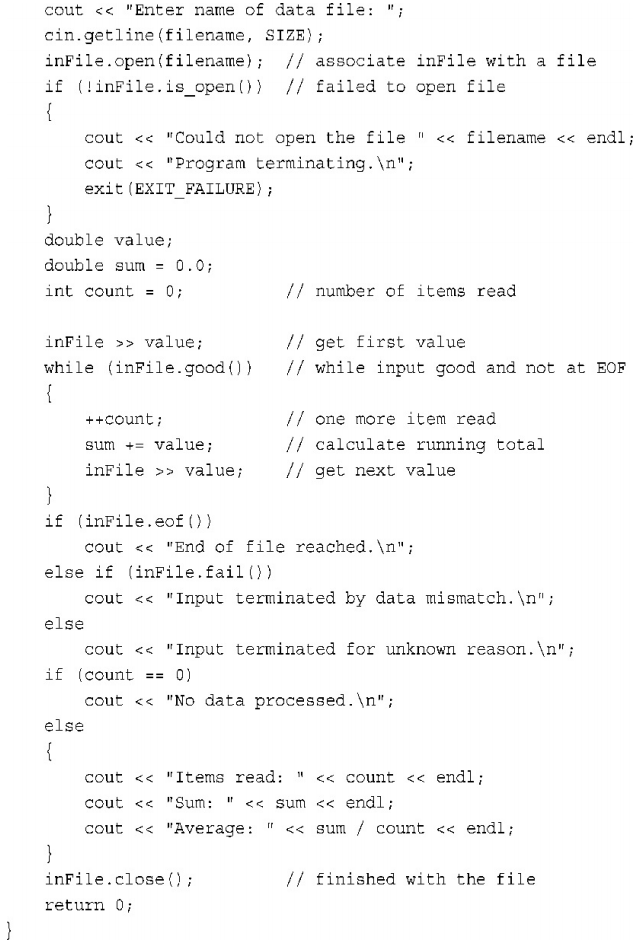 cout << "Enter name of data file: ";
cin.getline(filename, SIZE);
inFile.open(filename);  // associate inFile with a file
if (!inFile.is_open())  // failed to open file
{
    cout << "Could not open the file " << filename << endl;
    cout << "Program terminating.\n";
    exit(EXIT_FAILURE);
}
double value;
double sum = 0.0;
int count = 0;          // number of items read

inFile >> value;        // get first value
while (inFile.good())   // while input good and not at EOF
{
    ++count;            // one more item read
    sum += value;       // calculate running total
    inFile >> value;    // get next value
}
if (inFile.eof())
    cout << "End of file reached.\n";
else if (inFile.fail())
    cout << "Input terminated by data mismatch.\n";
else
    cout << "Input terminated for unknown reason.\n";
if (count == 0)
    cout << "No data processed.\n";
else
{
    cout << "Items read: " << count << endl;
    cout << "Sum: " << sum << endl;
    cout << "Average: " << sum / count << endl;
}
inFile.close();         // finished with the file
return 0;
}